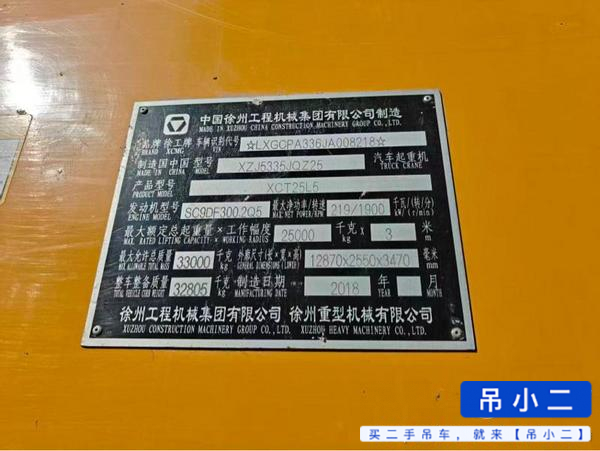 中国徐州工程机械集团有限公司制造
MADE IN XUZHOU CHINA CONSTRUCTION MACHINERY GROUP CO., LTD.
品牌 徐工牌 车辆识别代号 ☆LXGCPA336JA008218☆
BRAND XCMG VIN
制造国 中国 型号 XZJ5335JQZ25 汽车起重机
MADE IN CHINA MODEL TRUCK CRANE
产品型号 XCT25L5
PRODUCT MODEL
发动机型号 SC9DF300.2Q5 最大净功率/转速 219/1900 千瓦/(转/分)
ENGINE MODEL MAX NET POWER/RPM kW/(r/min)
最大额定总起重量×工作幅度 25000 千克 × 3 米
MAX. RATED LIFTING CAPACITY × WORKING RADIUS kg m
最大允许总质量 33000 千克 外廓尺寸(长×宽×高) 12870x2550x3470 毫米
MAX. ALLOWABLE TOTAL MASS kg GENERAL DIMENSIONS (LXWXH) mm
整车整备质量 32805 千克 制造日期 2018 年 月
TOTAL VEHICLE CURB WEIGHT kg MANUFACTURING DATE YEAR MONTH
徐州工程机械集团有限公司 徐州重型机械有限公司
XUZHOU CONSTRUCTION MACHINERY GROUP CO., LTD. XUZHOU HEAVY MACHINERY CO., LTD.
吊小二
买二手吊车，就来【吊小二】